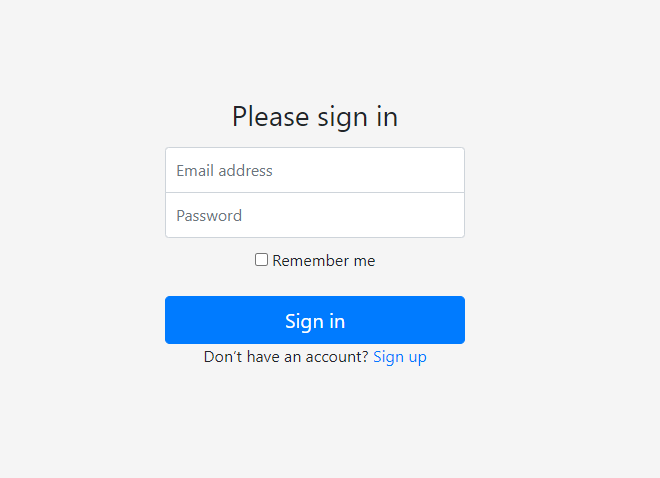 Please sign in
Email address
Password
Remember me
Sign in
Don't have an account? Sign up